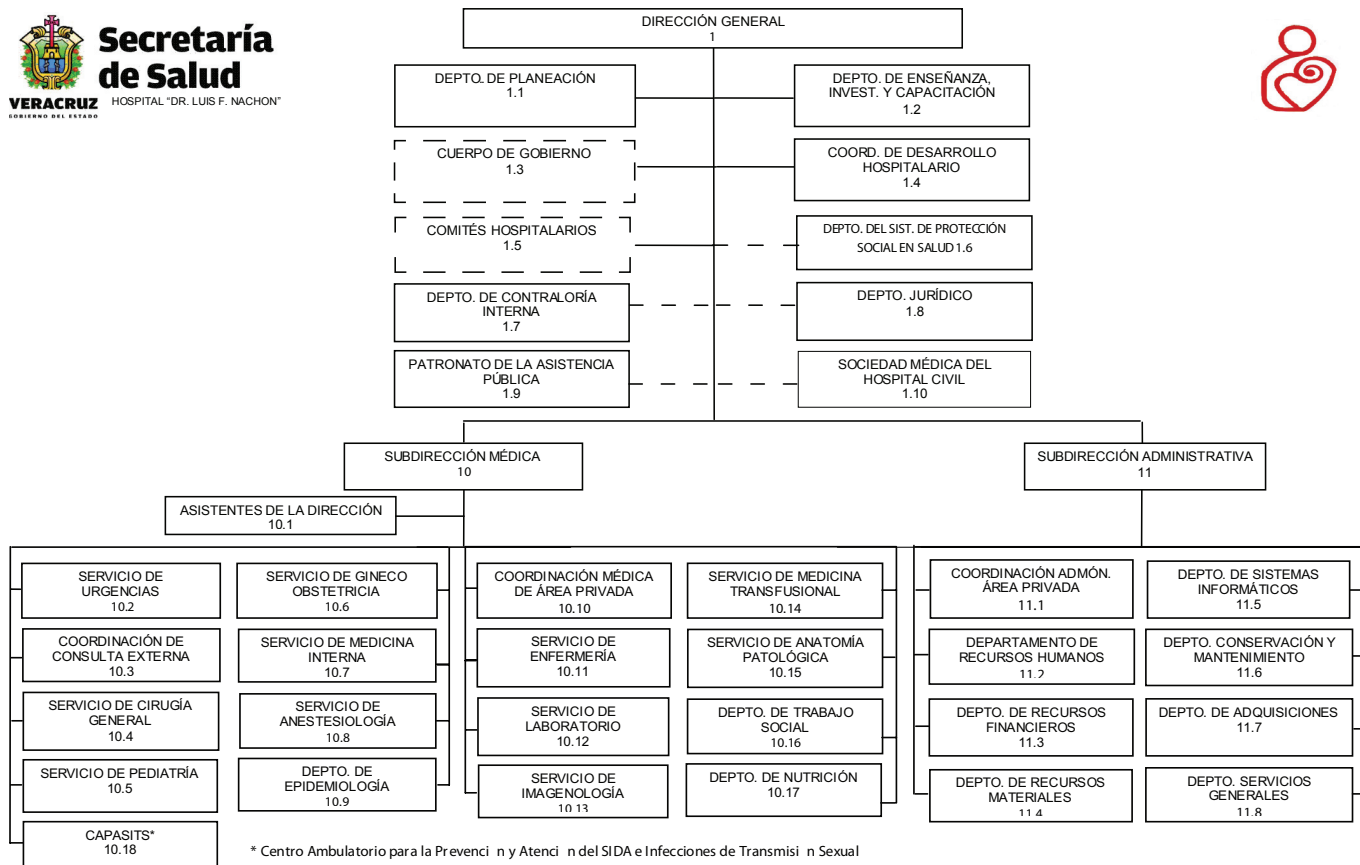 Secretaría
de Salud
VERACRUZ
GOBIERNO DEL ESTADO
HOSPITAL "DR. LUIS F. NACHON"
DIRECCIÓN GENERAL
1
DEPTO. DE PLANEACIÓN
1.1
DEPTO. DE ENSEÑANZA,
INVEST. Y CAPACITACIÓN
1.2
CUERPO DE GOBIERNO
1.3
COORD. DE DESARROLLO
HOSPITALARIO
1.4
COMITÉS HOSPITALARIOS
1.5
DEPTO. DEL SIST. DE PROTECCIÓN
SOCIAL EN SALUD 1.6
DEPTO. DE CONTRALORÍA
INTERNA
1.7
DEPTO. JURÍDICO
1.8
PATRONATO DE LA ASISTENCIA
PÚBLICA
1.9
SOCIEDAD MÉDICA DEL
HOSPITAL CIVIL
1.10
SUBDIRECCIÓN MÉDICA
10
SUBDIRECCIÓN ADMINISTRATIVA
11
ASISTENTES DE LA DIRECCIÓN
10.1
SERVICIO DE
URGENCIAS
10.2
SERVICIO DE GINECO
OBSTETRICIA
10.6
COORDINACIÓN MÉDICA
DE ÁREA PRIVADA
10.10
SERVICIO DE MEDICINA
TRANSFUSIONAL
10.14
COORDINACIÓN ADMÓN.
ÁREA PRIVADA
11.1
DEPTO. DE SISTEMAS
INFORMÁTICOS
11.5
COORDINACIÓN DE
CONSULTA EXTERNA
10.3
SERVICIO DE MEDICINA
INTERNA
10.7
SERVICIO DE
ENFERMERÍA
10.11
SERVICIO DE ANATOMÍA
PATOLÓGICA
10.15
DEPARTAMENTO DE
RECURSOS HUMANOS
11.2
DEPTO. CONSERVACIÓN Y
MANTENIMIENTO
11.6
SERVICIO DE CIRUGÍA
GENERAL
10.4
SERVICIO DE
ANESTESIOLOGÍA
10.8
SERVICIO DE
LABORATORIO
10.12
DEPTO. DE TRABAJO
SOCIAL
10.16
DEPTO. DE RECURSOS
FINANCIEROS
11.3
DEPTO. DE ADQUISICIONES
11.7
SERVICIO DE PEDIATRÍA
10.5
DEPTO. DE
EPIDEMIOLOGÍA
10.9
SERVICIO DE
IMAGENOLOGÍA
10.13
DEPTO. DE NUTRICIÓN
10.17
DEPTO. DE RECURSOS
MATERIALES
11.4
DEPTO. SERVICIOS
GENERALES
11.8
CAPASITS*
10.18
* Centro Ambulatorio para la Prevenci n y Atenci n del SIDA e Infecciones de Transmisi n Sexual